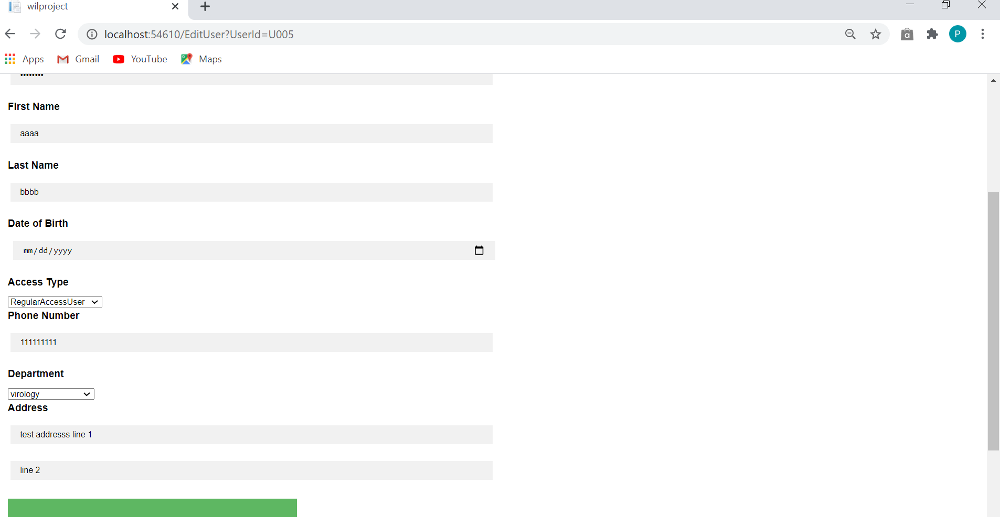 wilproject
localhost:54610/EditUser?UserId=U005
a
P
Apps
Gmail
YouTube
Maps
••••••••
First Name
aaaa
Last Name
bbbb
Date of Birth
mm/dd/yyyy
Access Type
RegularAccessUser
Phone Number
111111111
Department
virology
Address
test addresss line 1
line 2